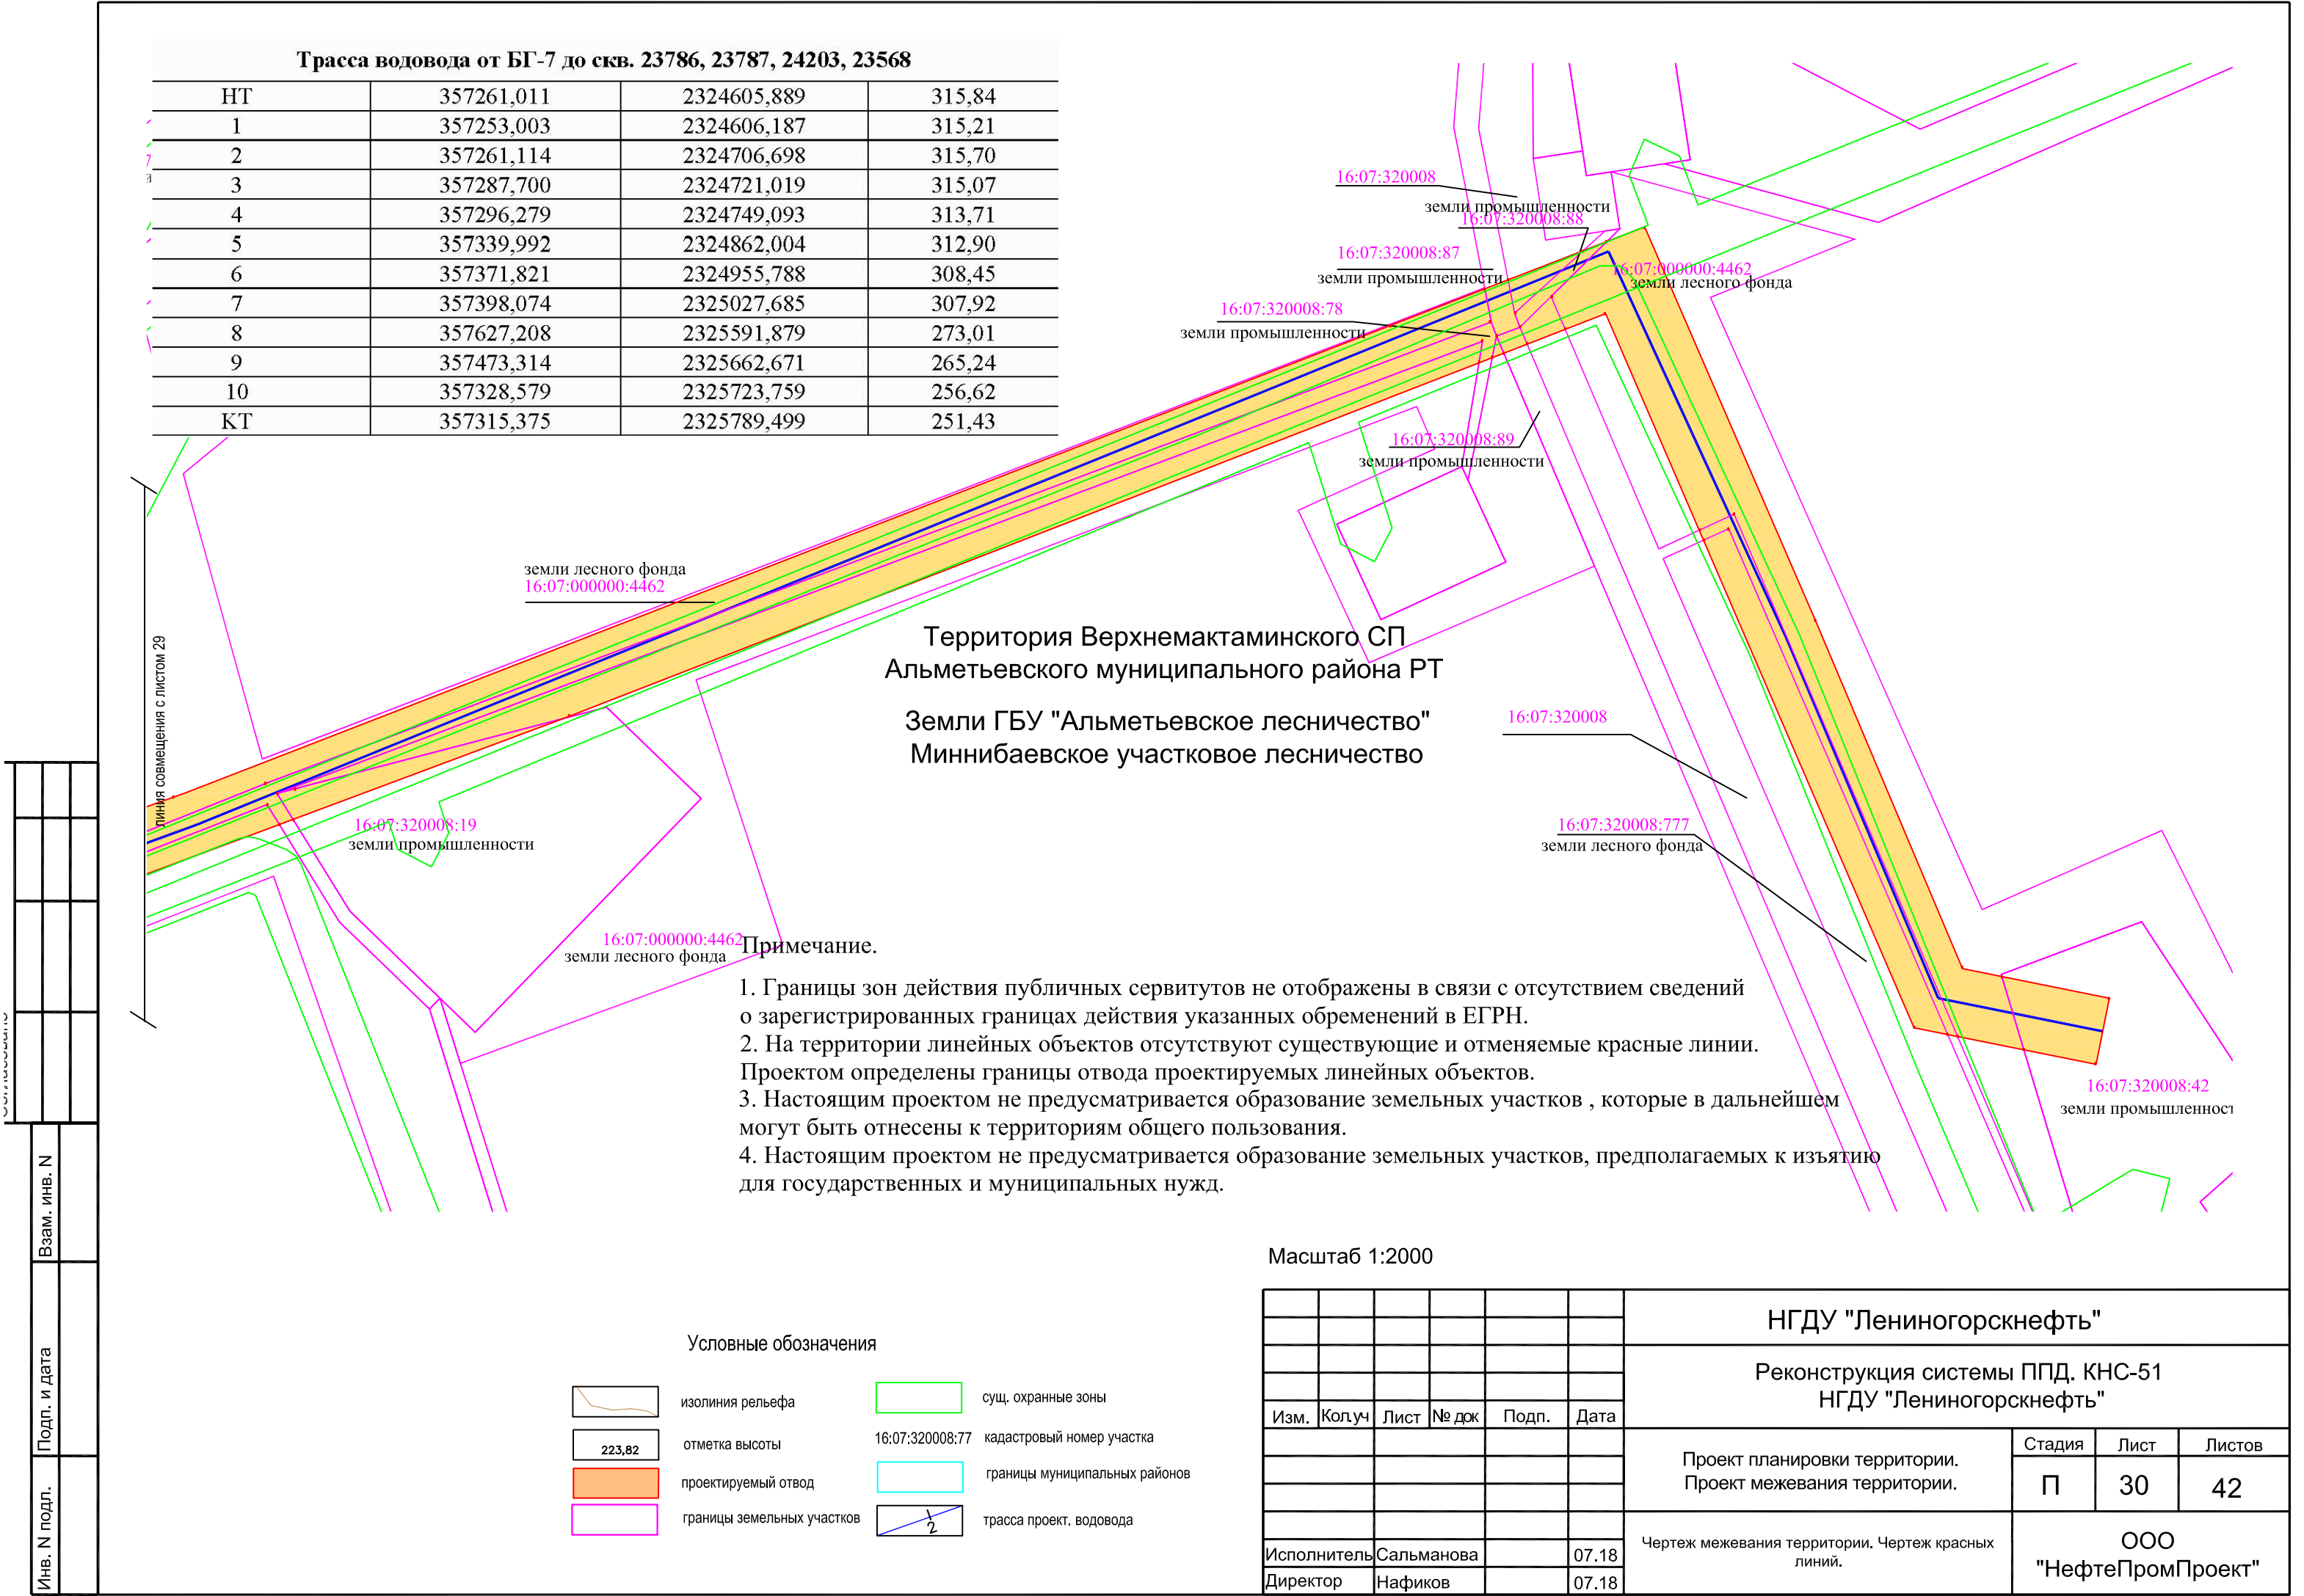 Трасса водовода от БГ-7 до скв. 23786, 23787, 24203, 23568
НТ 357261,011 2324605,889 315,84
1 357253,003 2324606,187 315,21
2 357261,114 2324706,698 315,70
3 357287,700 2324721,019 315,07
4 357296,279 2324749,093 313,71
5 357339,992 2324862,004 312,90
6 357371,821 2324955,788 308,45
7 357398,074 2325027,685 307,92
8 357627,208 2325591,879 273,01
9 357473,314 2325662,671 265,24
10 357328,579 2325723,759 256,62
КТ 357315,375 2325789,499 251,43
16:07:320008
земли промышленности
16:07:320008:88
16:07:320008:87
земли промышленности
16:07:000000:4462
земли лесного фонда
16:07:320008:78
земли промышленности
16:07:320008:89
земли промышленности
земли лесного фонда
16:07:000000:4462
линия совмещения с листом 29
Территория Верхнемактаминского СП
Альметьевского муниципального района РТ
Земли ГБУ "Альметьевское лесничество"
Миннибаевское участковое лесничество
16:07:320008
16:07:320008:777
земли лесного фонда
16:07:320008:19
земли промышленности
16:07:000000:4462
земли лесного фонда
Примечание.
1. Границы зон действия публичных сервитутов не отображены в связи с отсутствием сведений
о зарегистрированных границах действия указанных обременений в ЕГРН.
2. На территории линейных объектов отсутствуют существующие и отменяемые красные линии.
Проектом определены границы отвода проектируемых линейных объектов.
3. Настоящим проектом не предусматривается образование земельных участков , которые в дальнейшем
могут быть отнесены к территориям общего пользования.
4. Настоящим проектом не предусматривается образование земельных участков, предполагаемых к изъятию
для государственных и муниципальных нужд.
16:07:320008:42
земли промышленност
Масштаб 1:2000
Условные обозначения
изолиния рельефа
сущ. охранные зоны
223,82 отметка высоты
16:07:320008:77 кадастровый номер участка
проектируемый отвод
границы муниципальных районов
границы земельных участков
1
2
трасса проект. водовода
Взам. инв. N
Подп. и дата
Инв. N подл.
НГДУ "Лениногорскнефть"
Реконструкция системы ППД. КНС-51
НГДУ "Лениногорскнефть"
Изм. Кол.уч Лист № док Подп. Дата
Проект планировки территории.
Проект межевания территории.
Стадия Лист Листов
П 30 42
Чертеж межевания территории. Чертеж красных
линий.
ООО
"НефтеПромПроект"
Исполнитель Сальманова 07.18
Директор Нафиков 07.18